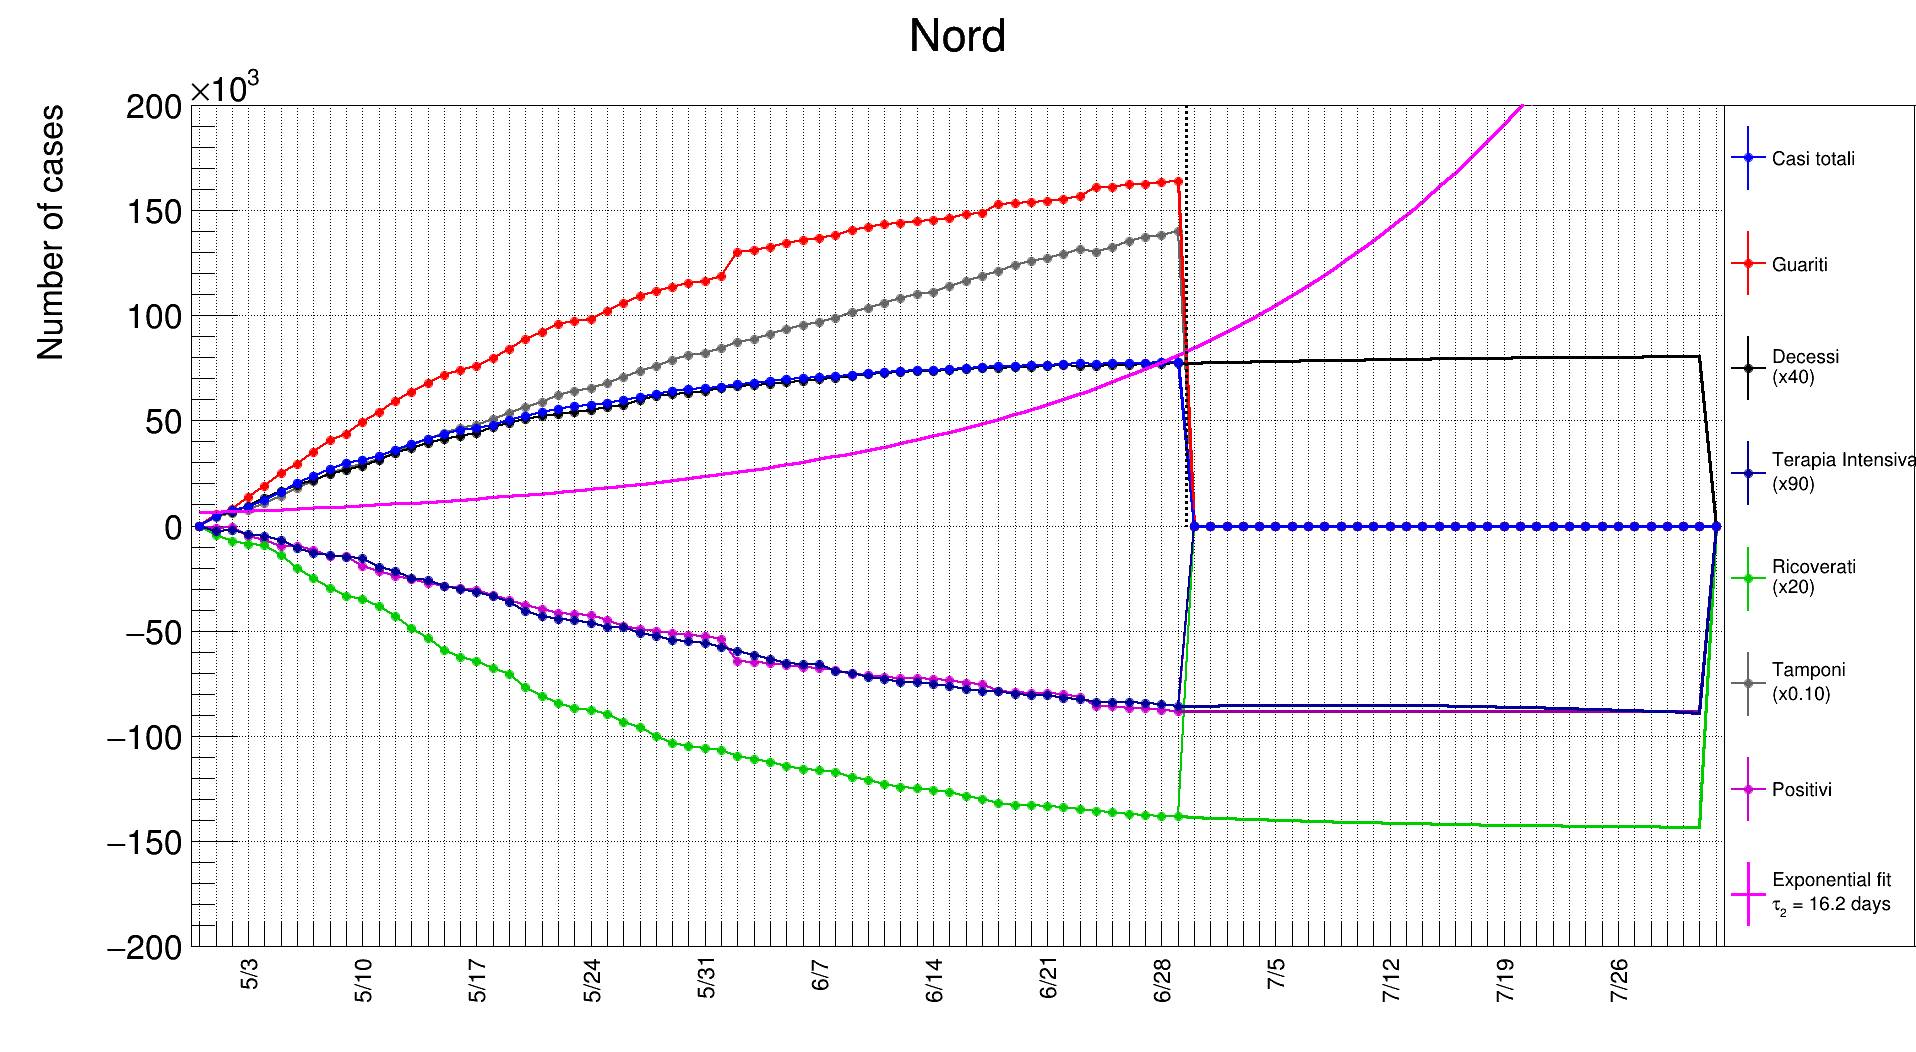 Nord
×10³
Number of cases
200
150
100
50
0
−50
−100
−150
−200
5/3
5/10
5/17
5/24
5/31
6/7
6/14
6/21
6/28
7/5
7/12
7/19
7/26
Casi totali
Guariti
Decessi
(x40)
Terapia Intensiva
(x90)
Ricoverati
(x20)
Tamponi
(x0.10)
Positivi
Exponential fit
τ₂ = 16.2 days